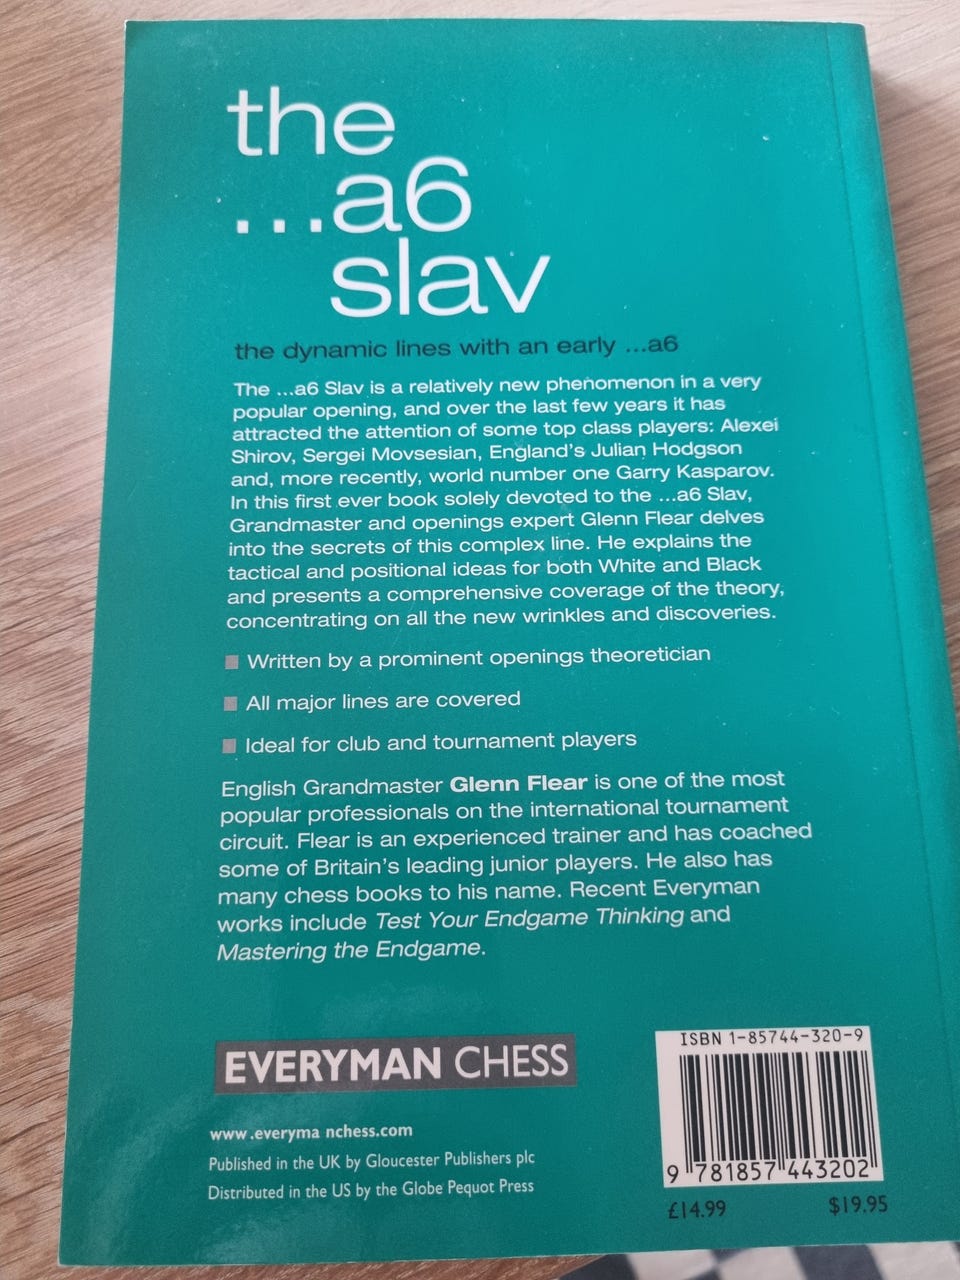 the
...a6
slav
the dynamic lines with an early ...a6
The ...a6 Slav is a relatively new phenomenon in a very
popular opening, and over the last few years it has
attracted the attention of some top class players: Alexei
Shirov, Sergei Movsesian, England's Julian Hodgson
and, more recently, world number one Garry Kasparov.
In this first ever book solely devoted to the ...a6 Slav,
Grandmaster and openings expert Glenn Flear delves
into the secrets of this complex line. He explains the
tactical and positional ideas for both White and Black
and presents a comprehensive coverage of the theory,
concentrating on all the new wrinkles and discoveries.
Written by a prominent openings theoretician
All major lines are covered
Ideal for club and tournament players
English Grandmaster Glenn Flear is one of the most
popular professionals on the international tournament
circuit. Flear is an experienced trainer and has coached
some of Britain's leading junior players. He also has
many chess books to his name. Recent Everyman
works include Test Your Endgame Thinking and
Mastering the Endgame.
EVERYMAN CHESS
www.everyma nchess.com
Published in the UK by Gloucester Publishers plc
Distributed in the US by the Globe Pequot Press
ISBN 1-85744-320-9
9 781857 443202
£14.99 $19.95